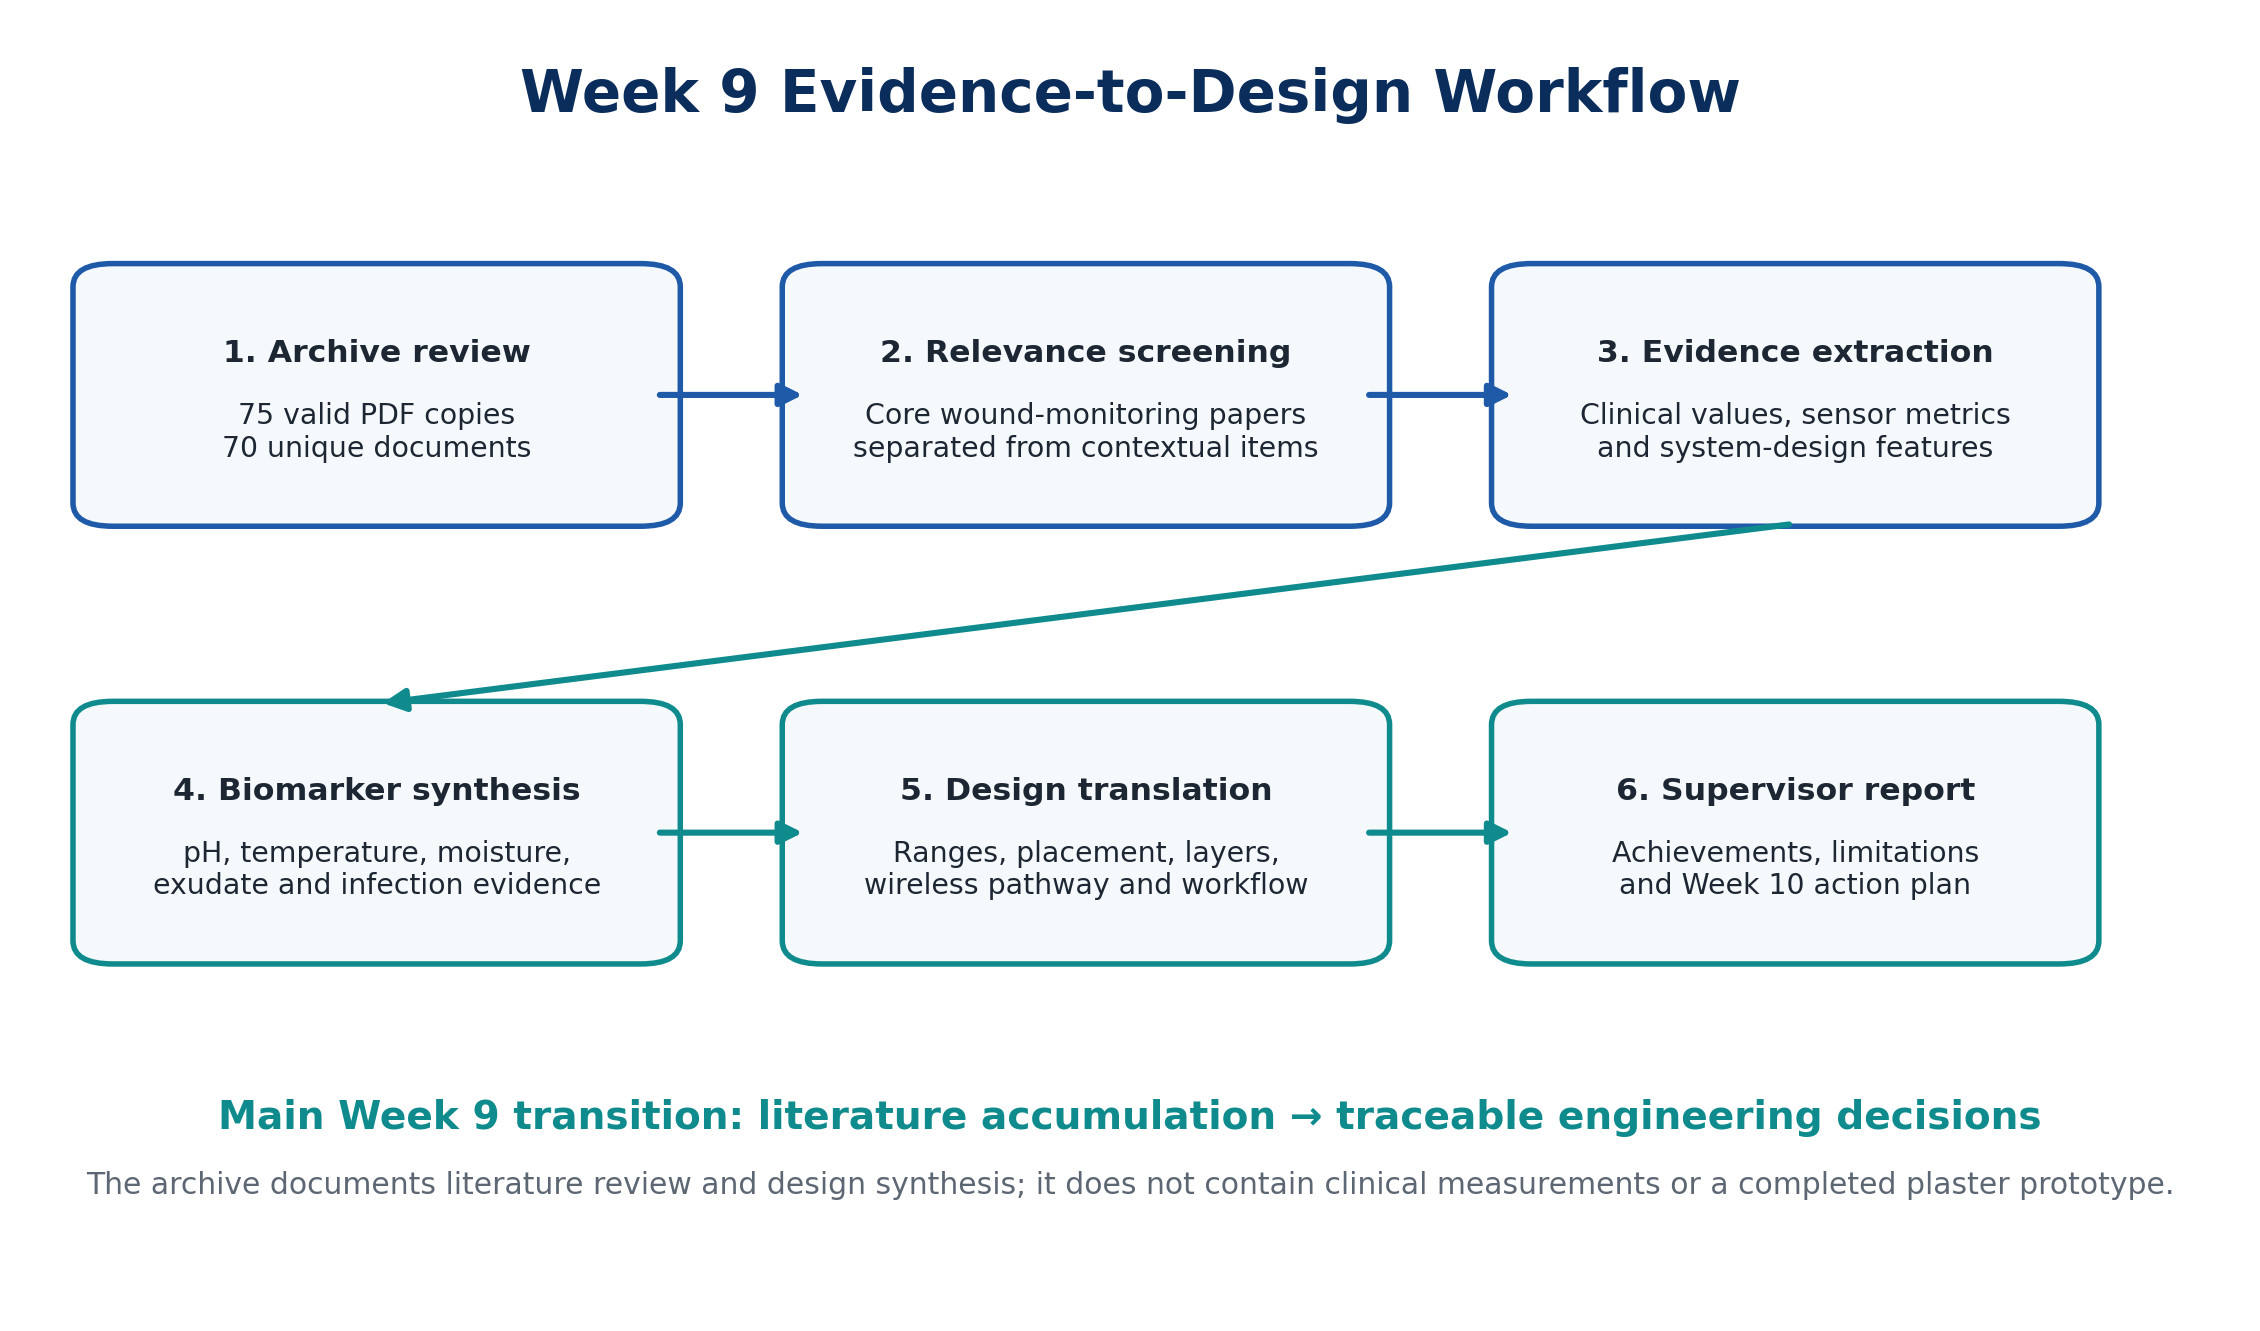 Week 9 Evidence-to-Design Workflow
1. Archive review
75 valid PDF copies
70 unique documents
2. Relevance screening
Core wound-monitoring papers
separated from contextual items
3. Evidence extraction
Clinical values, sensor metrics
and system-design features
4. Biomarker synthesis
pH, temperature, moisture,
exudate and infection evidence
5. Design translation
Ranges, placement, layers,
wireless pathway and workflow
6. Supervisor report
Achievements, limitations
and Week 10 action plan
Main Week 9 transition: literature accumulation → traceable engineering decisions
The archive documents literature review and design synthesis; it does not contain clinical measurements or a completed plaster prototype.